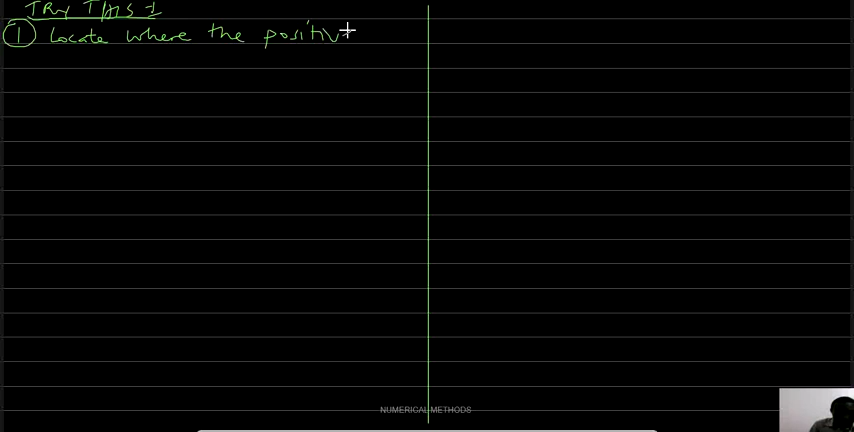 TRY THIS 1
① Locate where the positiv
NUMERICAL METHODS